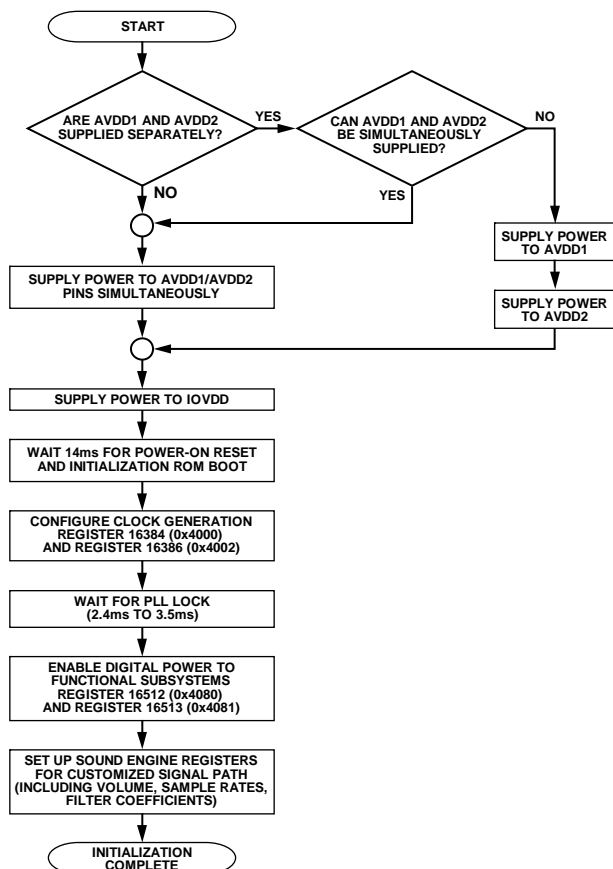 START
ARE AVDD1 AND AVDD2
SUPPLIED SEPARATELY?
YES
CAN AVDD1 AND AVDD2
BE SIMULTANEOUSLY
SUPPLIED?
NO
NO
YES
SUPPLY POWER
TO AVDD1
SUPPLY POWER TO AVDD1/AVDD2
PINS SIMULTANEOUSLY
SUPPLY POWER
TO AVDD2
SUPPLY POWER TO IOVDD
WAIT 14ms FOR POWER-ON RESET
AND INITIALIZATION ROM BOOT
CONFIGURE CLOCK GENERATION
REGISTER 16384 (0x4000)
AND REGISTER 16386 (0x4002)
WAIT FOR PLL LOCK
(2.4ms TO 3.5ms)
ENABLE DIGITAL POWER TO
FUNCTIONAL SUBSYSTEMS
REGISTER 16512 (0x4080)
AND REGISTER 16513 (0x4081)
SET UP SOUND ENGINE REGISTERS
FOR CUSTOMIZED SIGNAL PATH
(INCLUDING VOLUME, SAMPLE RATES,
FILTER COEFFICIENTS)
INITIALIZATION
COMPLETE